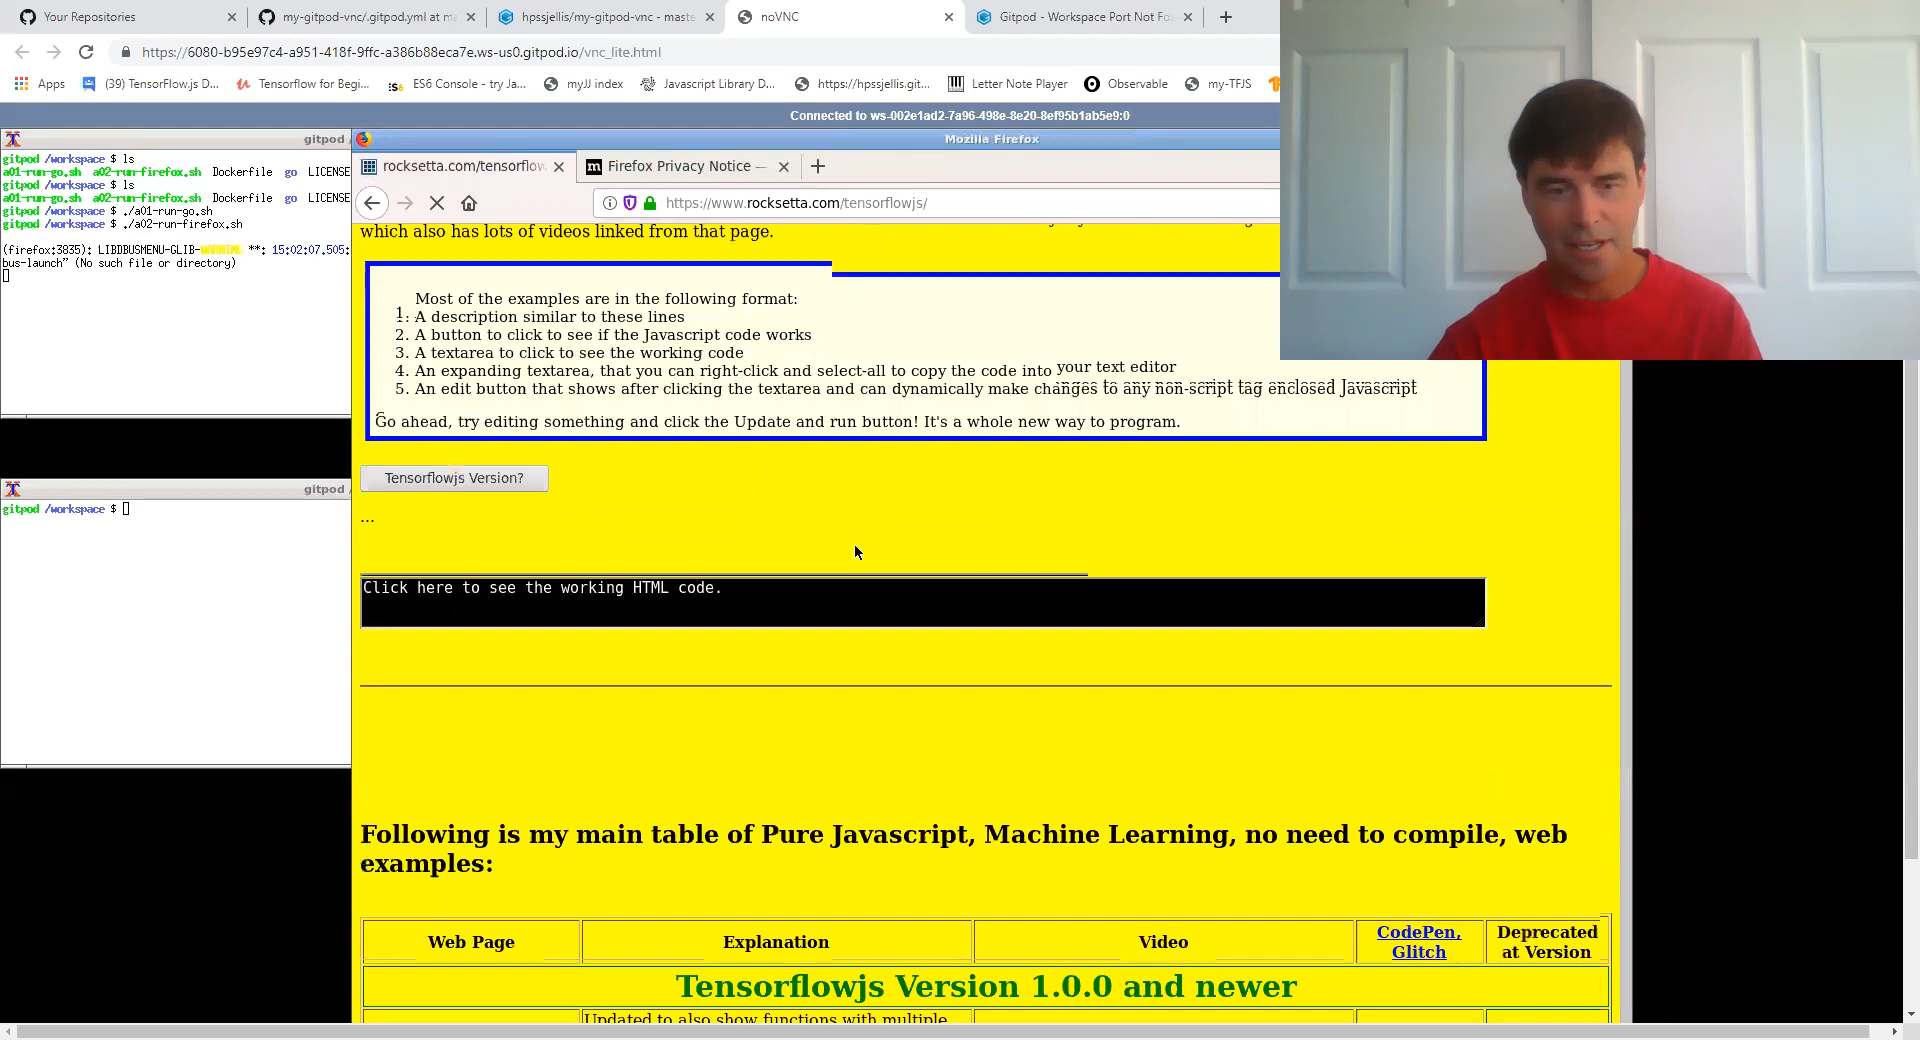 Your Repositories
my-gitpod-vnc/.gitpod.yml at ma
hpssjellis/my-gitpod-vnc - maste
noVNC
Gitpod - Workspace Port Not Fo
https://6080-b95e97c4-a951-418f-9ffc-a386b88eca7e.ws-us0.gitpod.io/vnc_lite.html
Apps
(39) TensorFlow.js D...
Tensorflow for Begi...
ES6 Console - try Ja...
myJJ index
Javascript Library D...
https://hpssjellis.git...
Letter Note Player
Observable
my-TFJS
Connected to ws-002e1ad2-7a96-498e-8e20-8ef95b1ab5e9:0
gitpod /
Mozilla Firefox
gitpod /workspace $ ls
a01-run-go.sh a02-run-firefox.sh Dockerfile go LICENSE
gitpod /workspace $ ls
a01-run-go.sh a02-run-firefox.sh Dockerfile go LICENSE
gitpod /workspace $ ./a01-run-go.sh
gitpod /workspace $ ./a02-run-firefox.sh
(firefox:3835): LIBDBUSMENU-GLIB-WARNING **: 15:02:07.505:
bus-launch” (No such file or directory)
gitpod /
gitpod /workspace $
rocksetta.com/tensorflow
Firefox Privacy Notice —
https://www.rocksetta.com/tensorflowjs/
which also has lots of videos linked from that page.
Most of the examples are in the following format:
1. A description similar to these lines
2. A button to click to see if the Javascript code works
3. A textarea to click to see the working code
4. An expanding textarea, that you can right-click and select-all to copy the code into your text editor
5. An edit button that shows after clicking the textarea and can dynamically make changes to any non-script tag enclosed Javascript
Go ahead, try editing something and click the Update and run button! It's a whole new way to program.
Tensorflowjs Version?
...
Click here to see the working HTML code.
Following is my main table of Pure Javascript, Machine Learning, no need to compile, web
examples:
Web Page
Explanation
Video
CodePen,
Glitch
Deprecated
at Version
Tensorflowjs Version 1.0.0 and newer
Updated to also show functions with multiple